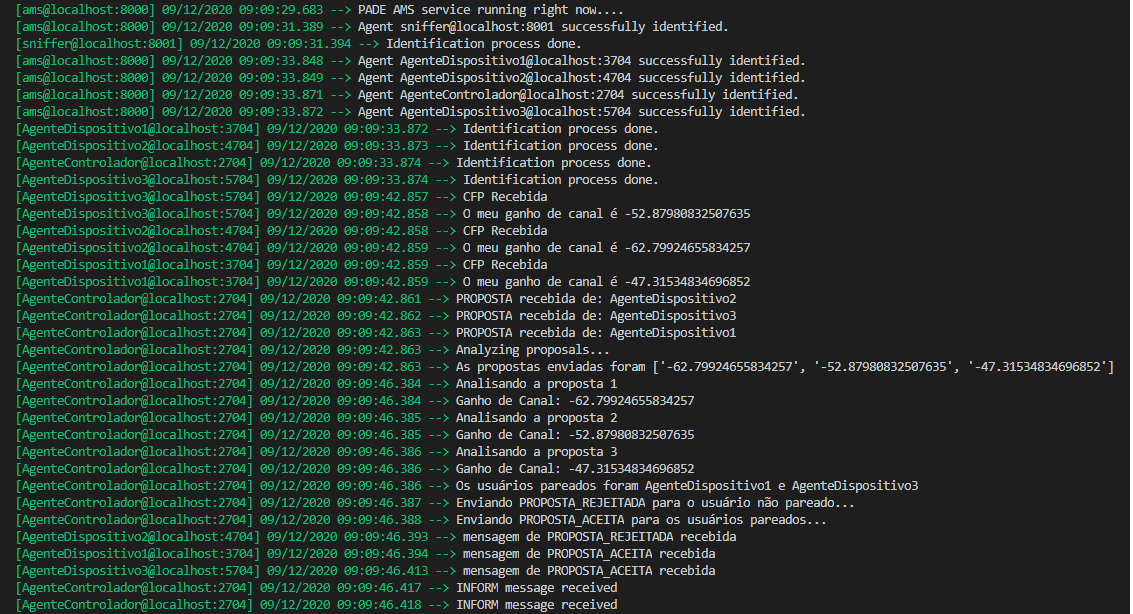 [ams@localhost:8000] 09/12/2020 09:09:29.683 --> PADE AMS service running right now....
[ams@localhost:8000] 09/12/2020 09:09:31.389 --> Agent sniffer@localhost:8001 successfully identified.
[sniffer@localhost:8001] 09/12/2020 09:09:31.394 --> Identification process done.
[ams@localhost:8000] 09/12/2020 09:09:33.848 --> Agent AgenteDispositivo1@localhost:3704 successfully identified.
[ams@localhost:8000] 09/12/2020 09:09:33.849 --> Agent AgenteDispositivo2@localhost:4704 successfully identified.
[ams@localhost:8000] 09/12/2020 09:09:33.871 --> Agent AgenteControlador@localhost:2704 successfully identified.
[ams@localhost:8000] 09/12/2020 09:09:33.872 --> Agent AgenteDispositivo3@localhost:5704 successfully identified.
[AgenteDispositivo1@localhost:3704] 09/12/2020 09:09:33.872 --> Identification process done.
[AgenteDispositivo2@localhost:4704] 09/12/2020 09:09:33.873 --> Identification process done.
[AgenteControlador@localhost:2704] 09/12/2020 09:09:33.874 --> Identification process done.
[AgenteDispositivo3@localhost:5704] 09/12/2020 09:09:33.874 --> Identification process done.
[AgenteDispositivo3@localhost:5704] 09/12/2020 09:09:42.857 --> CFP Recebida
[AgenteDispositivo3@localhost:5704] 09/12/2020 09:09:42.858 --> O meu ganho de canal é -52.87980832507635
[AgenteDispositivo2@localhost:4704] 09/12/2020 09:09:42.858 --> CFP Recebida
[AgenteDispositivo2@localhost:4704] 09/12/2020 09:09:42.859 --> O meu ganho de canal é -62.79924655834257
[AgenteDispositivo1@localhost:3704] 09/12/2020 09:09:42.859 --> CFP Recebida
[AgenteDispositivo1@localhost:3704] 09/12/2020 09:09:42.859 --> O meu ganho de canal é -47.31534834696852
[AgenteControlador@localhost:2704] 09/12/2020 09:09:42.861 --> PROPOSTA recebida de: AgenteDispositivo2
[AgenteControlador@localhost:2704] 09/12/2020 09:09:42.862 --> PROPOSTA recebida de: AgenteDispositivo3
[AgenteControlador@localhost:2704] 09/12/2020 09:09:42.863 --> PROPOSTA recebida de: AgenteDispositivo1
[AgenteControlador@localhost:2704] 09/12/2020 09:09:42.863 --> Analyzing proposals...
[AgenteControlador@localhost:2704] 09/12/2020 09:09:42.863 --> As propostas enviadas foram ['-62.79924655834257', '-52.87980832507635', '-47.31534834696852']
[AgenteControlador@localhost:2704] 09/12/2020 09:09:46.384 --> Analisando a proposta 1
[AgenteControlador@localhost:2704] 09/12/2020 09:09:46.384 --> Ganho de Canal: -62.79924655834257
[AgenteControlador@localhost:2704] 09/12/2020 09:09:46.385 --> Analisando a proposta 2
[AgenteControlador@localhost:2704] 09/12/2020 09:09:46.385 --> Ganho de Canal: -52.87980832507635
[AgenteControlador@localhost:2704] 09/12/2020 09:09:46.386 --> Analisando a proposta 3
[AgenteControlador@localhost:2704] 09/12/2020 09:09:46.386 --> Ganho de Canal: -47.31534834696852
[AgenteControlador@localhost:2704] 09/12/2020 09:09:46.386 --> Os usuários pareados foram AgenteDispositivo1 e AgenteDispositivo3
[AgenteControlador@localhost:2704] 09/12/2020 09:09:46.387 --> Enviando PROPOSTA_REJEITADA para o usuário não pareado...
[AgenteControlador@localhost:2704] 09/12/2020 09:09:46.388 --> Enviando PROPOSTA_ACEITA para os usuários pareados...
[AgenteDispositivo2@localhost:4704] 09/12/2020 09:09:46.393 --> mensagem de PROPOSTA_REJEITADA recebida
[AgenteDispositivo1@localhost:3704] 09/12/2020 09:09:46.394 --> mensagem de PROPOSTA_ACEITA recebida
[AgenteDispositivo3@localhost:5704] 09/12/2020 09:09:46.413 --> mensagem de PROPOSTA_ACEITA recebida
[AgenteControlador@localhost:2704] 09/12/2020 09:09:46.417 --> INFORM message received
[AgenteControlador@localhost:2704] 09/12/2020 09:09:46.418 --> INFORM message received